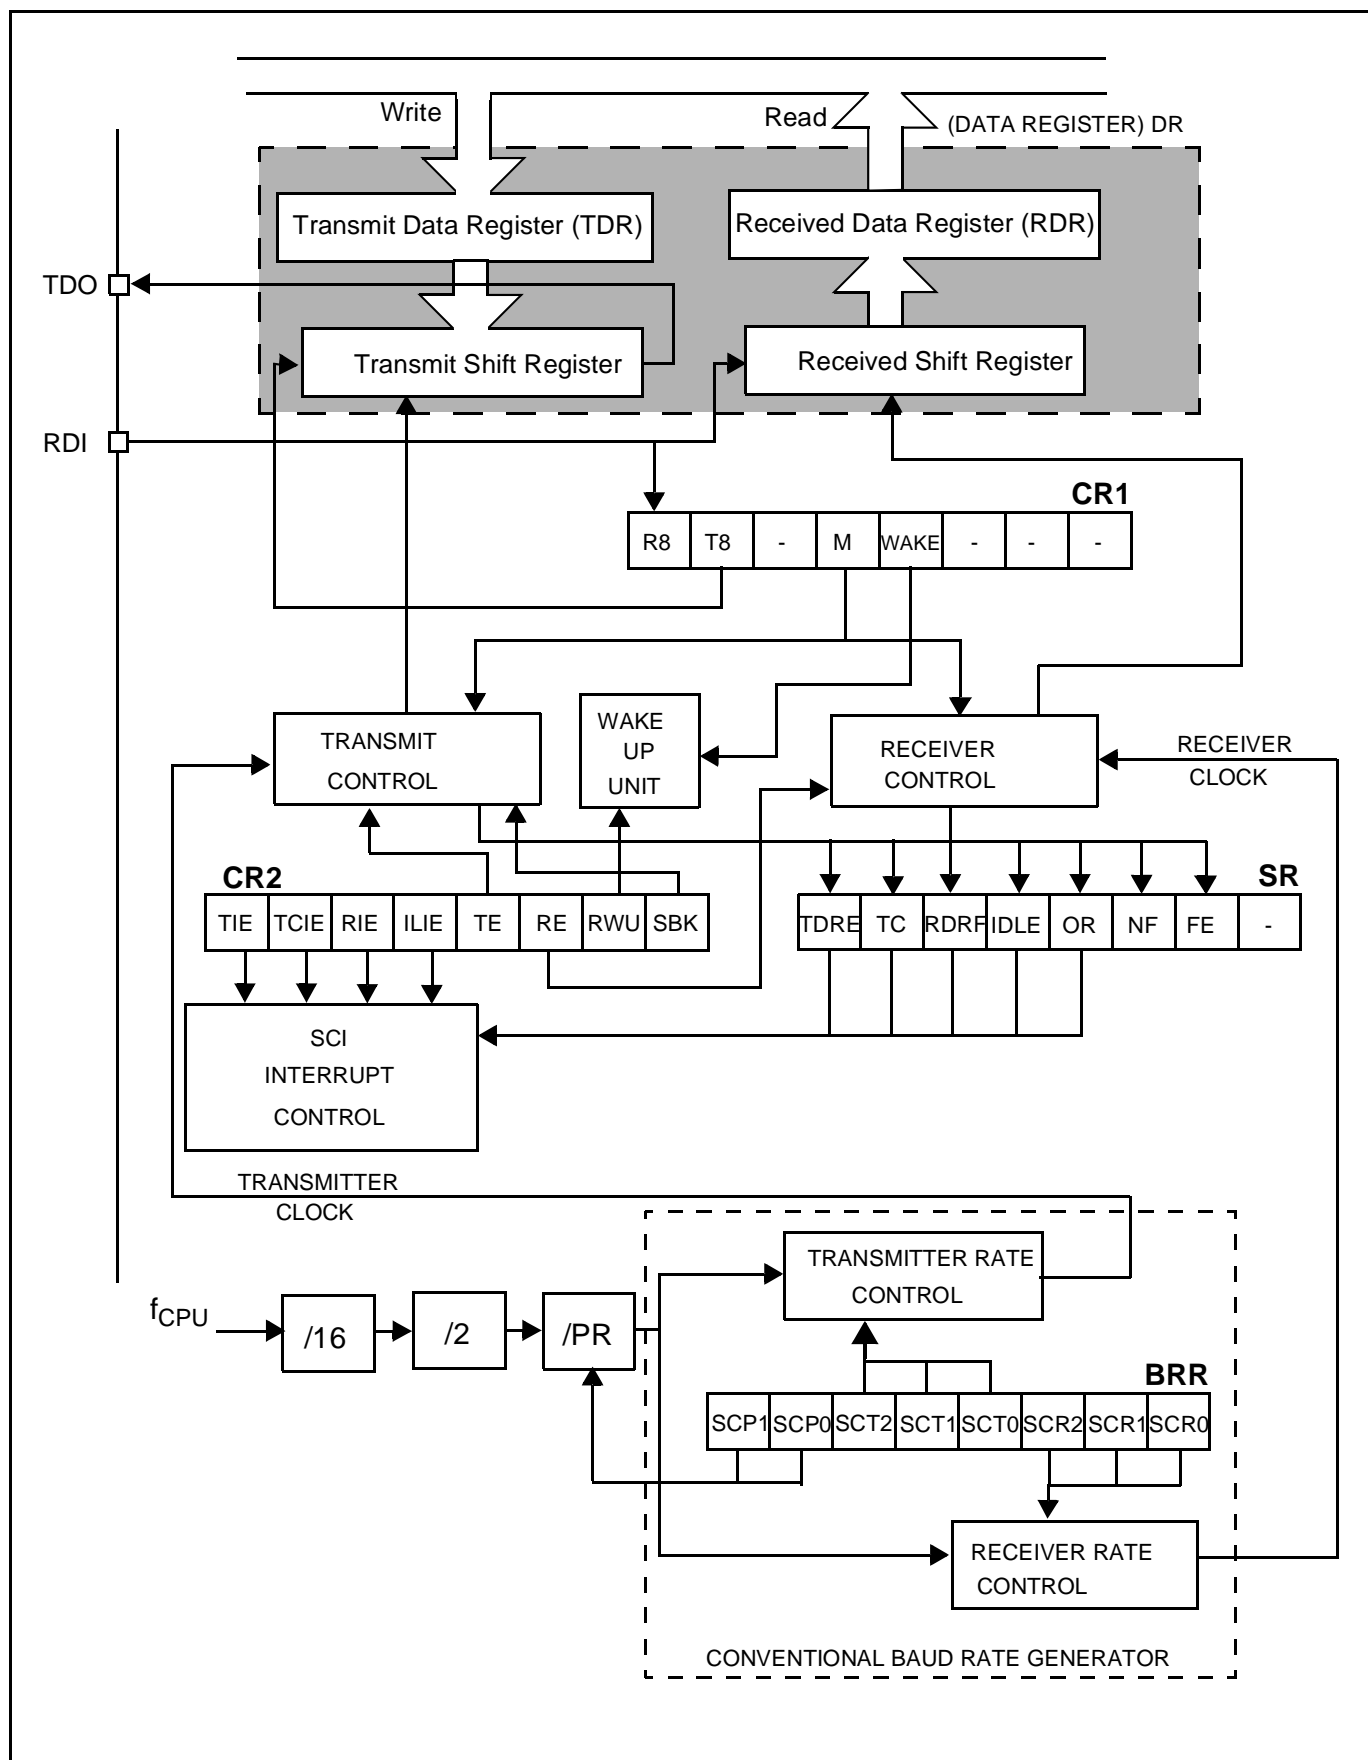 Write
Read
(DATA REGISTER) DR
Transmit Data Register (TDR)
Received Data Register (RDR)
TDO
Transmit Shift Register
Received Shift Register
RDI
CR1
R8 T8 - M WAKE - - -
TRANSMIT
CONTROL
WAKE
UP
UNIT
RECEIVER
CONTROL
RECEIVER
CLOCK
CR2
TIE TCIE RIE ILIE TE RE RWU SBK
SR
TDRE TC RDRF IDLE OR NF FE -
SCI
INTERRUPT
CONTROL
TRANSMITTER
CLOCK
TRANSMITTER RATE
CONTROL
fCPU
/16
/2
/PR
BRR
SCP1 SCP0 SCT2 SCT1 SCT0 SCR2 SCR1 SCR0
RECEIVER RATE
CONTROL
CONVENTIONAL BAUD RATE GENERATOR